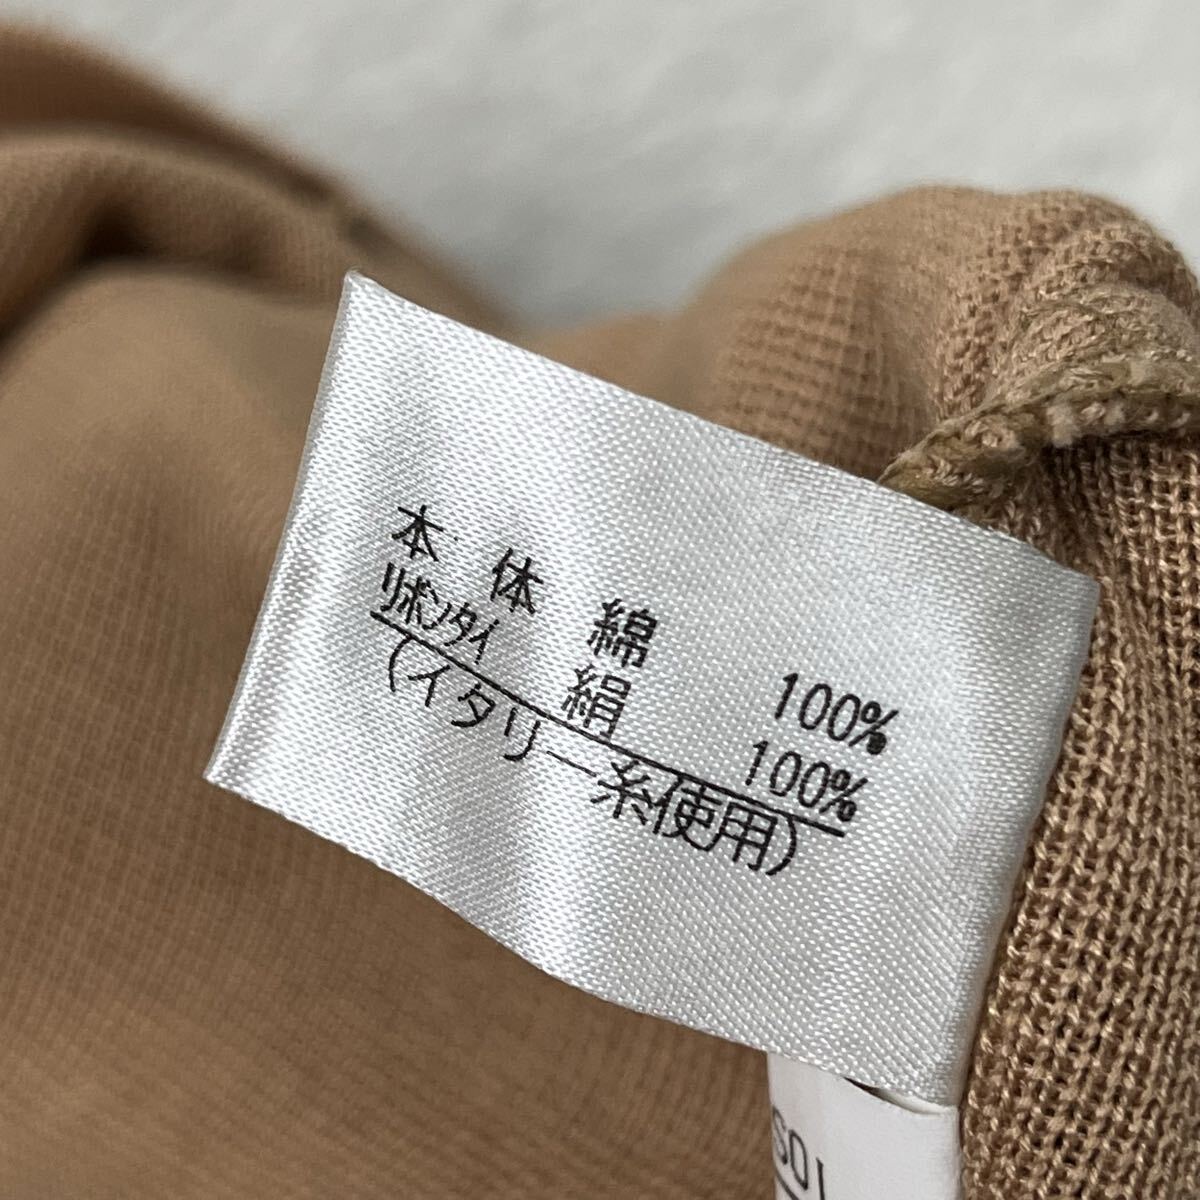 本体 綿 100%
リボンタイ 絹 100%
(イタリー糸使用)